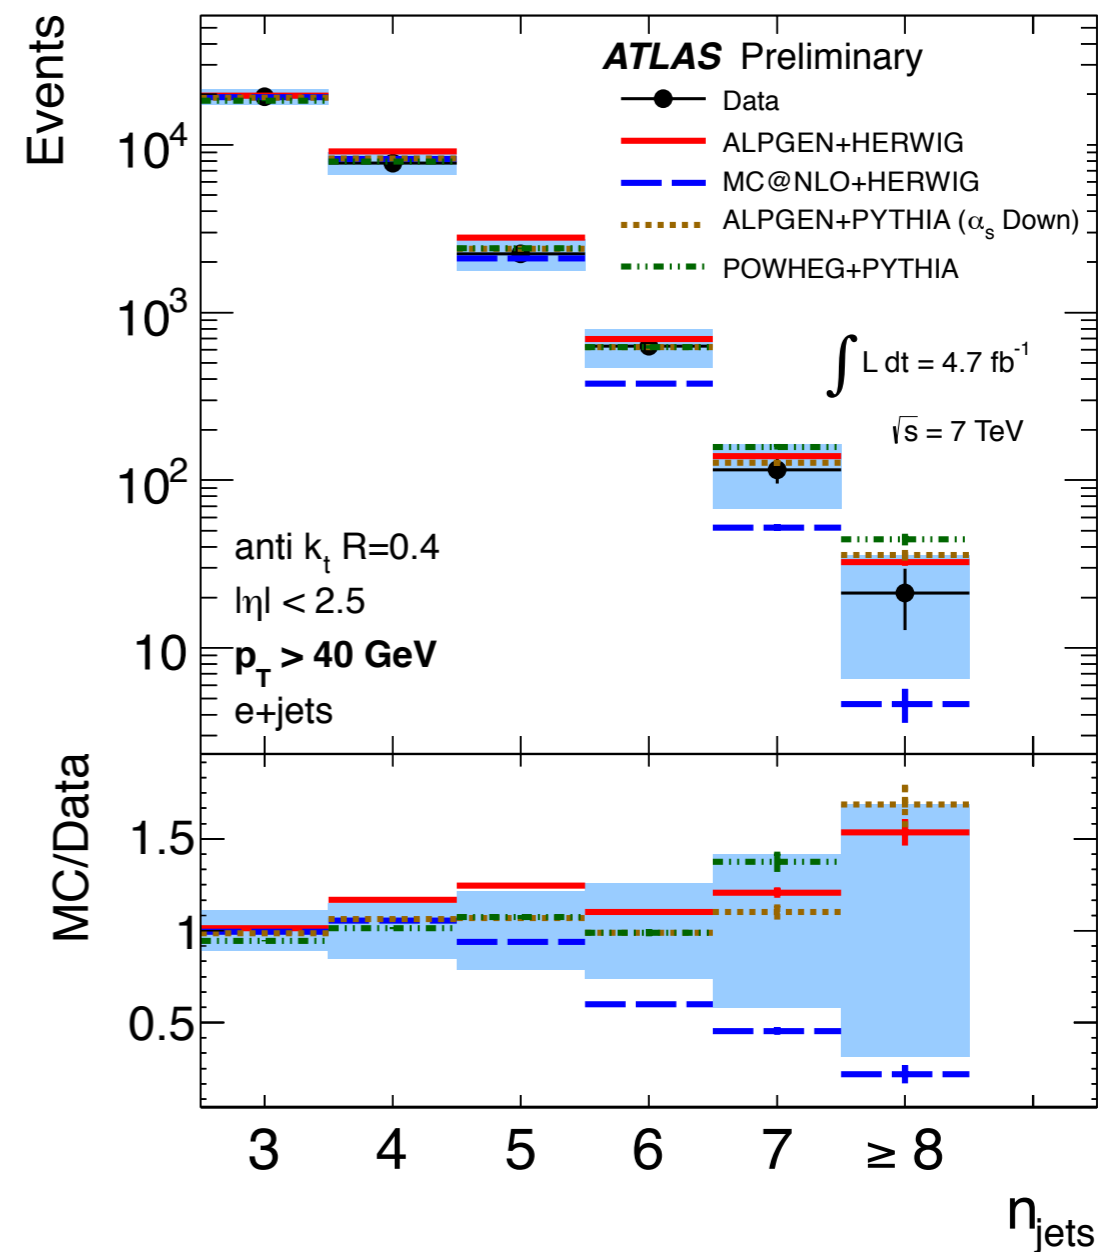 Events
ATLAS Preliminary
Data
ALPGEN+HERWIG
MC@NLO+HERWIG
ALPGEN+PYTHIA (αs Down)
POWHEG+PYTHIA
∫ L dt = 4.7 fb⁻¹
√s = 7 TeV
anti kt R=0.4
|η| < 2.5
pT > 40 GeV
e+jets
10⁴
10³
10²
10
MC/Data
1.5
1
0.5
3 4 5 6 7 ≥ 8
njets